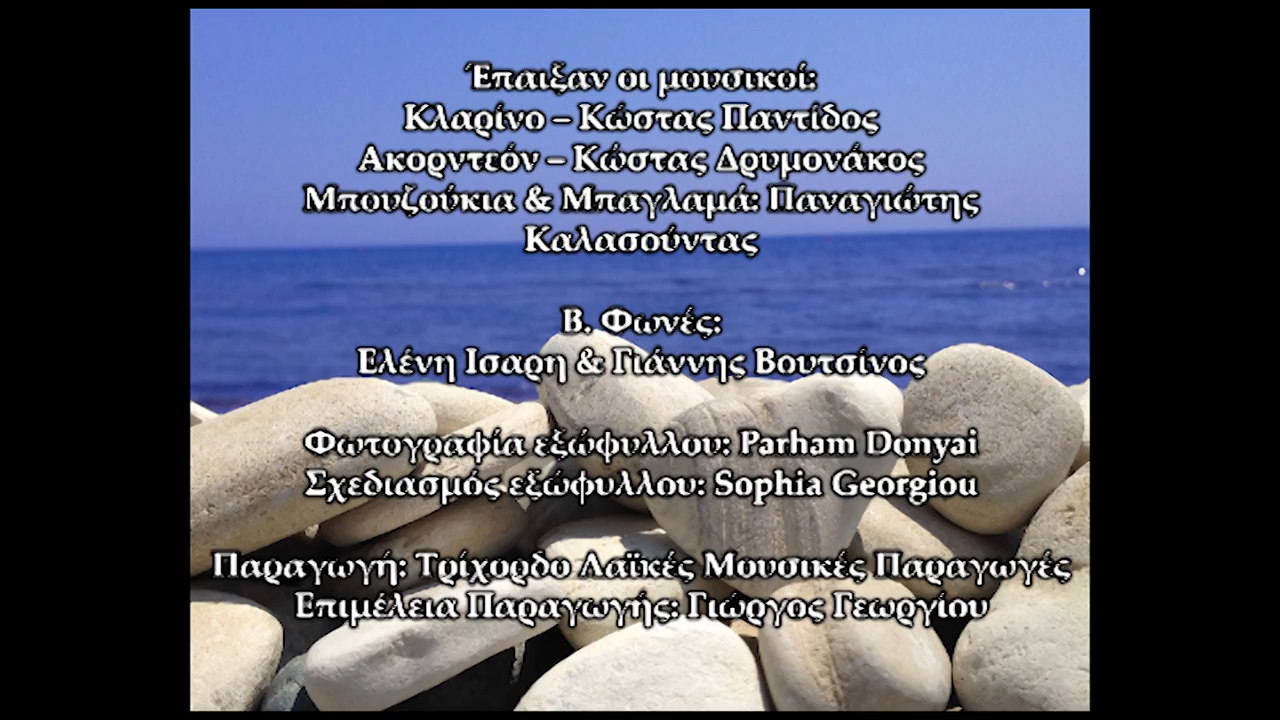 Έπαιξαν οι μουσικοί:
Κλαρίνο – Κώστας Παντίδος
Ακορντεόν – Κώστας Δρυμονάκος
Μπουζούκια & Μπαγλαμά: Παναγιώτης
Καλασούντας
Β. Φωνές:
Ελένη Ισαρη & Γιάννης Βουτσίνος
Φωτογραφία εξώφυλλου: Parham Donyai
Σχεδιασμός εξώφυλλου: Sophia Georgiou
Παραγωγή: Τρίχορδο Λαϊκές Μουσικές Παραγωγές
Επιμέλεια Παραγωγής: Γιώργος Γεωργίου